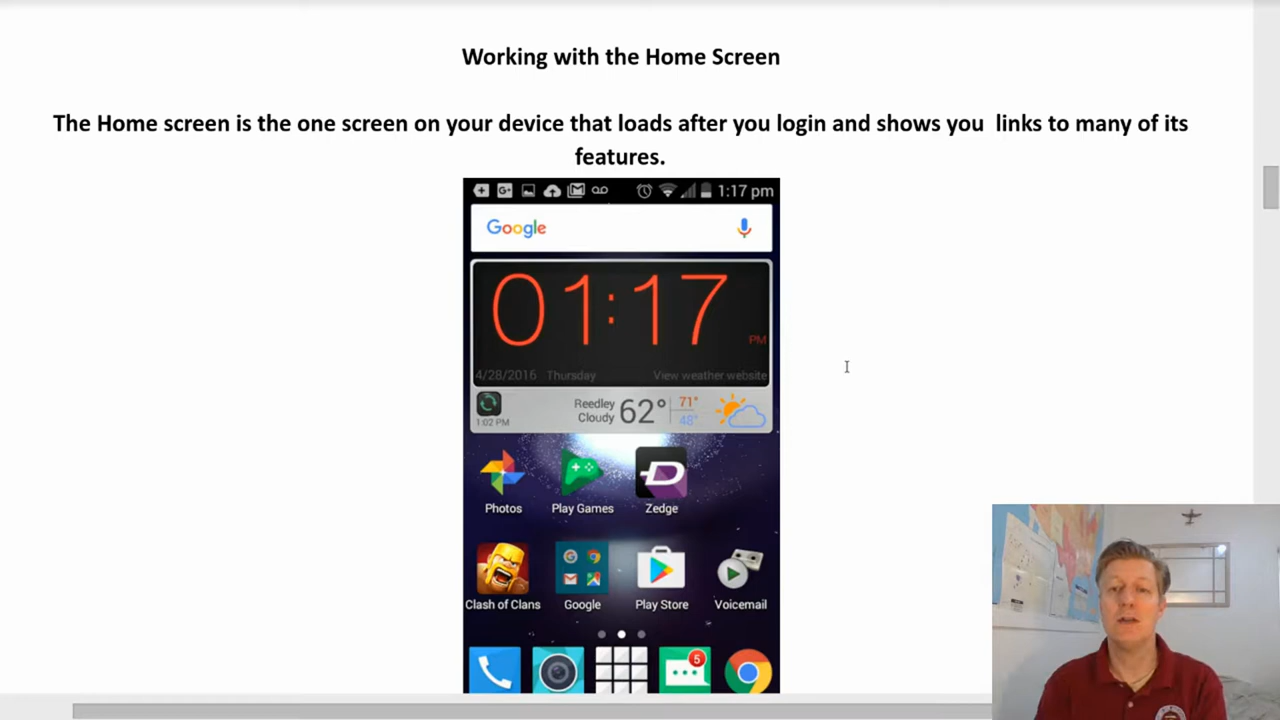 Working with the Home Screen
The Home screen is the one screen on your device that loads after you login and shows you links to many of its
features.
G+ 1:17 pm
Google
01:17
PM
4/28/2016 Thursday View weather website
Reedley 62° 71°
Cloudy 48°
1:02 PM
Photos Play Games Zedge
Clash of Clans Google Play Store Voicemail
5